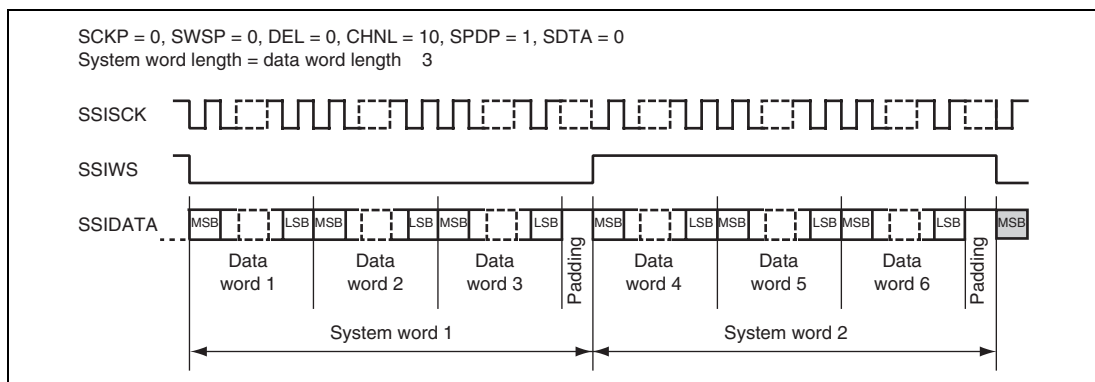 SCKP = 0, SWSP = 0, DEL = 0, CHNL = 10, SPDP = 1, SDTA = 0
System word length = data word length 3
SSISCK
SSIWS
SSIDATA
MSB LSB MSB LSB MSB LSB MSB LSB MSB LSB MSB LSB MSB
Data word 1
Data word 2
Data word 3
Padding
Data word 4
Data word 5
Data word 6
Padding
System word 1
System word 2